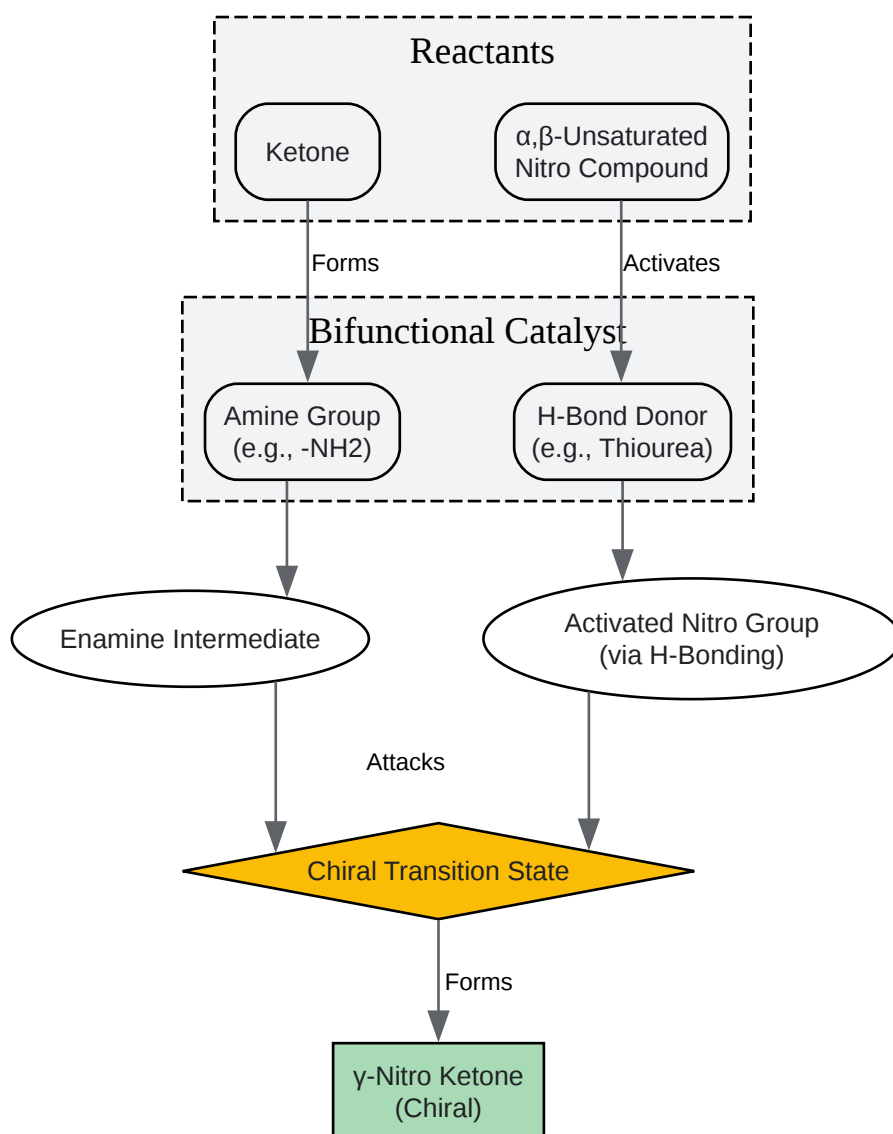 Reactants
Ketone
α,β-Unsaturated
Nitro Compound
Forms
Activates
Bifunctional Catalyst
Amine Group
(e.g., -NH2)
H-Bond Donor
(e.g., Thiourea)
Enamine Intermediate
Activated Nitro Group
(via H-Bonding)
Attacks
Chiral Transition State
Forms
γ-Nitro Ketone
(Chiral)